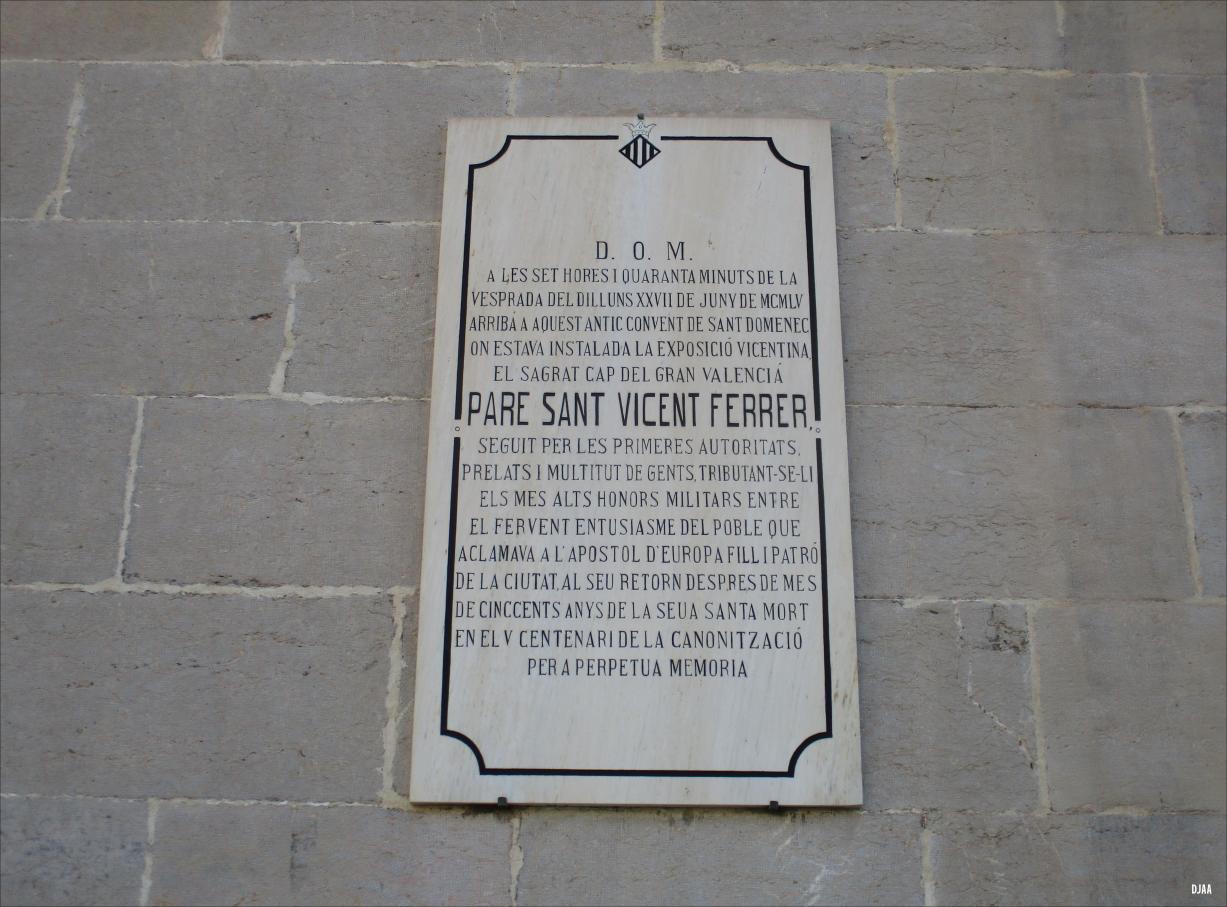 D. O. M.
A LES SET HORES I QUARANTA MINUTS DE LA
VESPRADA DEL DILLUNS XXVII DE JUNY DE MCMLV
ARRIBÁ A AQUEST ANTIC CONVENT DE SANT DOMENEC
ON ESTAVA INSTALADA LA EXPOSICIÓ VICENTINA,
EL SAGRAT CAP DEL GRAN VALENCIÁ
PARE SANT VICENT FERRER,
SEGUIT PER LES PRIMERES AUTORITATS,
PRELATS I MULTITUT DE GENTS, TRIBUTANT-SE-LI
ELS MES ALTS HONORS MILITARS ENTRE
EL FERVENT ENTUSIASME DEL POBLE QUE
ACLAMAVA A L'APOSTOL D'EUROPA FILL I PATRÓ
DE LA CIUTAT, AL SEU RETORN DESPRES DE MES
DE CINCCENTS ANYS DE LA SEUA SANTA MORT
EN EL V CENTENARI DE LA CANONITZACIÓ
PER A PERPETUA MEMORIA
DJAA